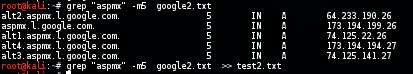 root@kali:~# grep "aspmx" -m5 google2.txt
alt2.aspmx.l.google.com. 5 IN A 64.233.190.26
aspmx.l.google.com. 5 IN A 173.194.199.26
alt1.aspmx.l.google.com. 5 IN A 74.125.22.26
alt4.aspmx.l.google.com. 5 IN A 173.194.194.27
alt3.aspmx.l.google.com. 5 IN A 74.125.141.27
root@kali:~# grep "aspmx" -m5 google2.txt >> test2.txt